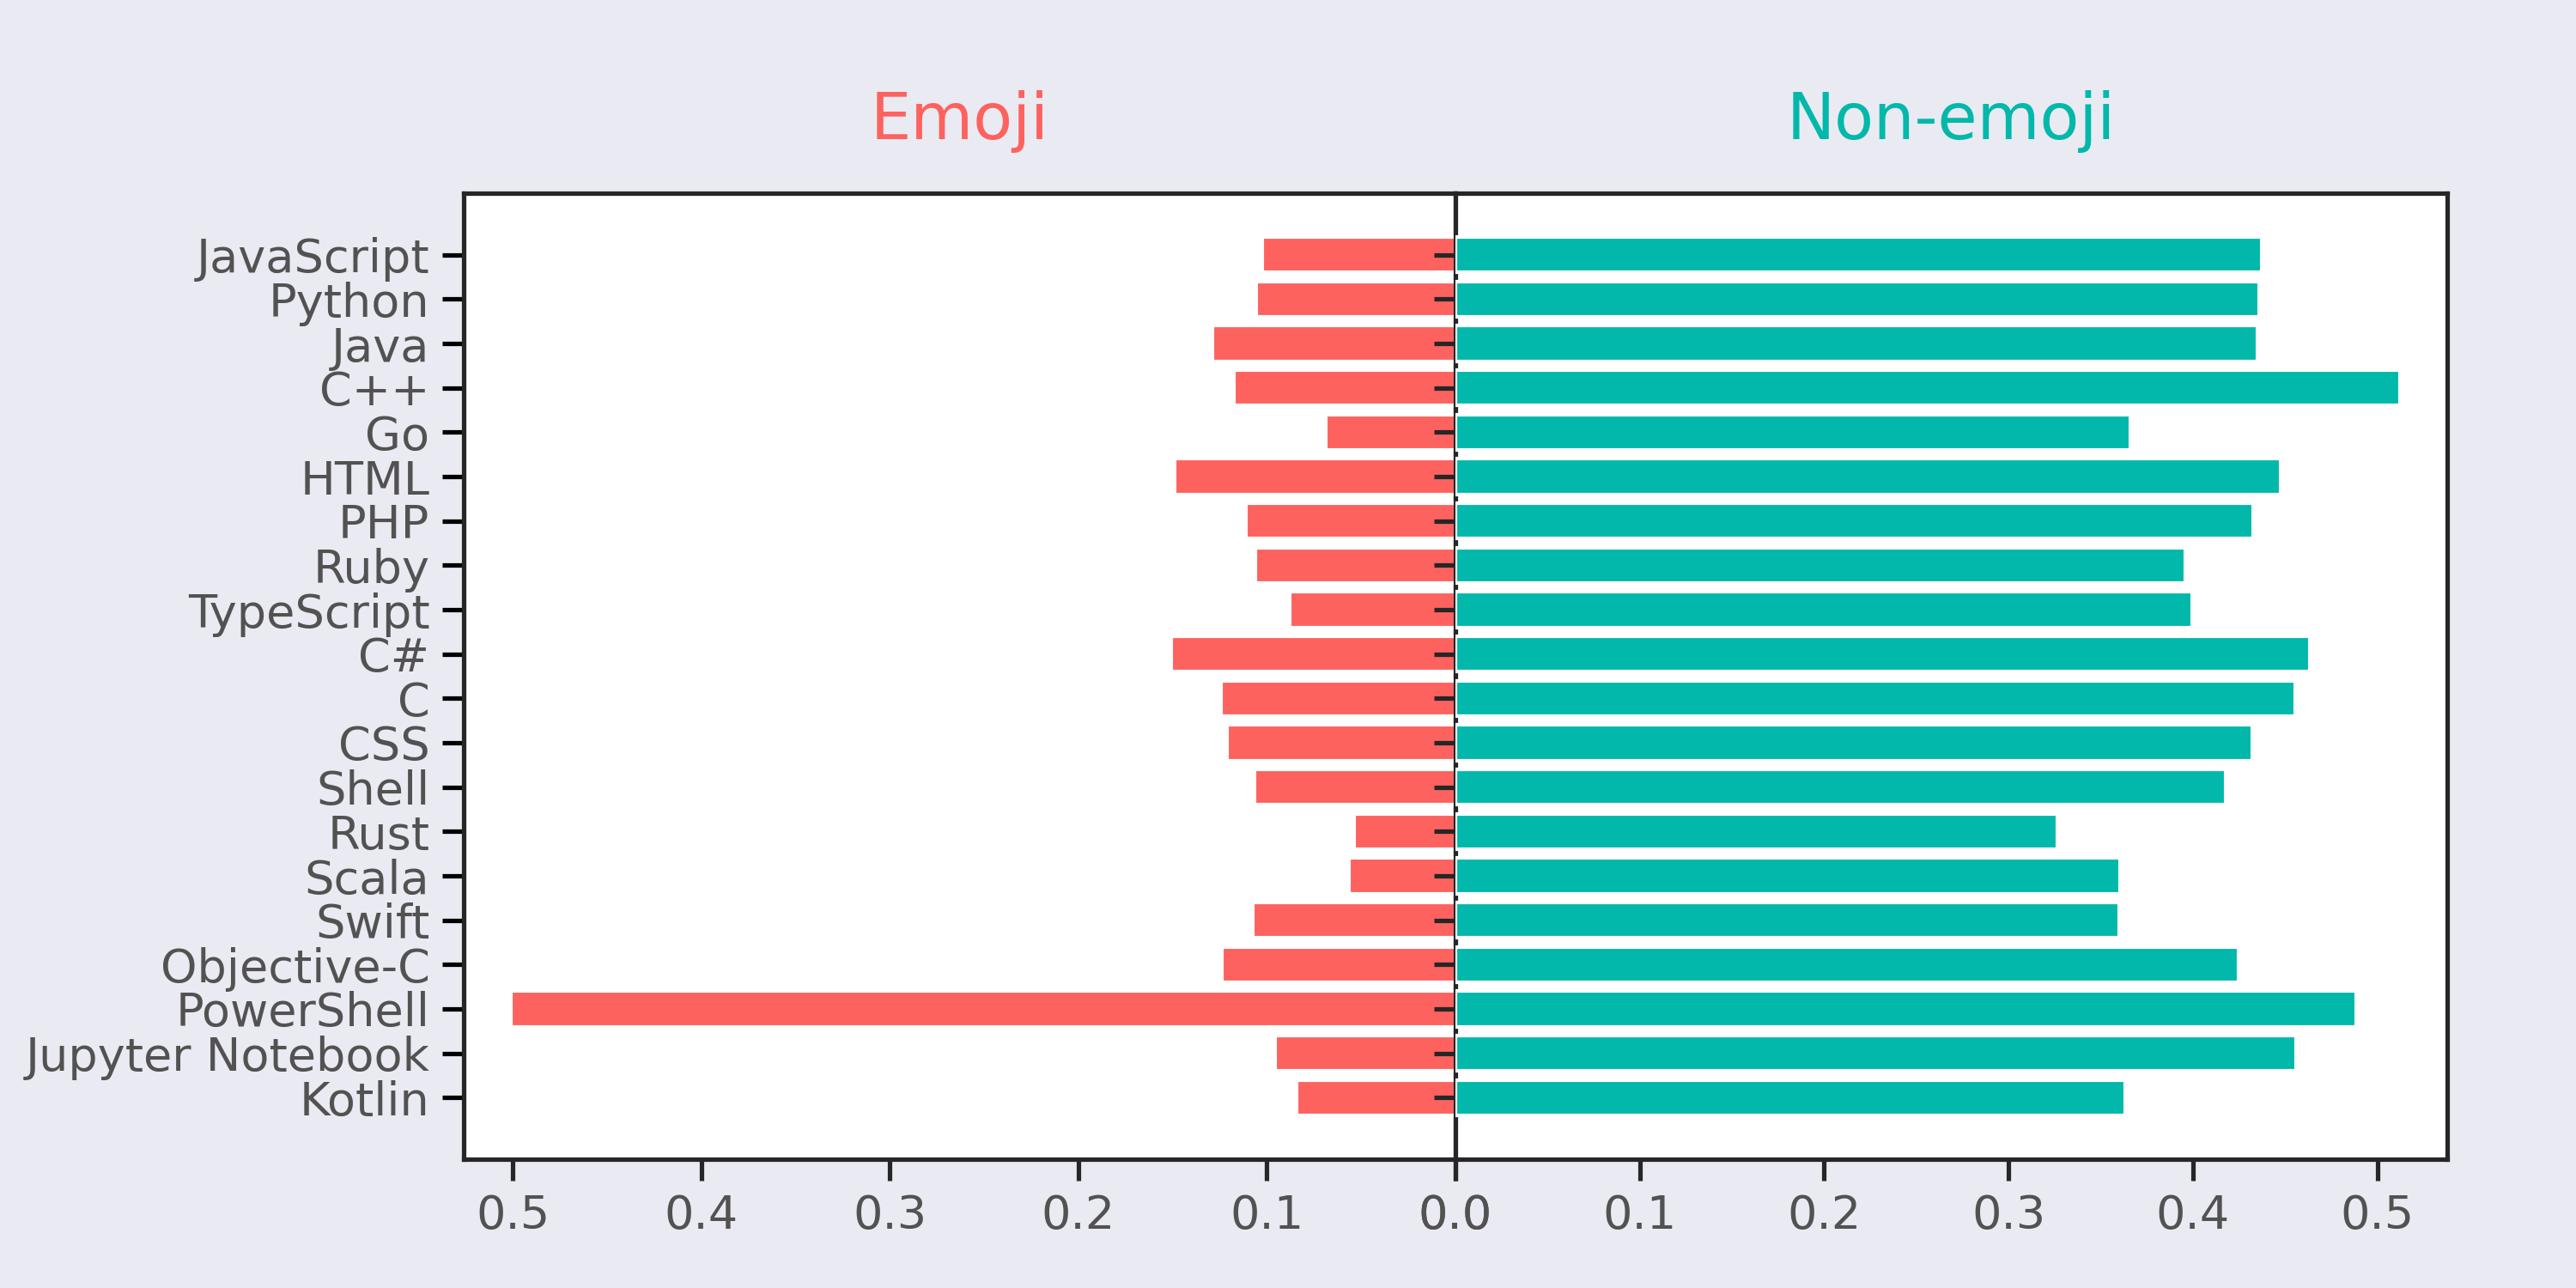 Emoji Non-emoji
JavaScript
Python
Java
C++
Go
HTML
PHP
Ruby
TypeScript
C#
C
CSS
Shell
Rust
Scala
Swift
Objective-C
PowerShell
Jupyter Notebook
Kotlin
0.5 0.4 0.3 0.2 0.1 0.0 0.1 0.2 0.3 0.4 0.5